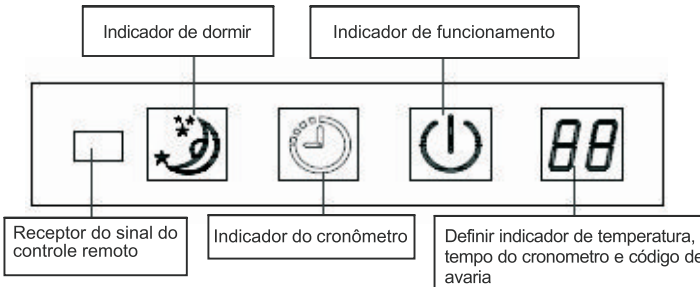 Indicador de dormir
Indicador de funcionamento
88
Receptor do sinal do
controle remoto
Indicador do cronômetro
Definir indicador de temperatura,
tempo do cronometro e código de
avaria